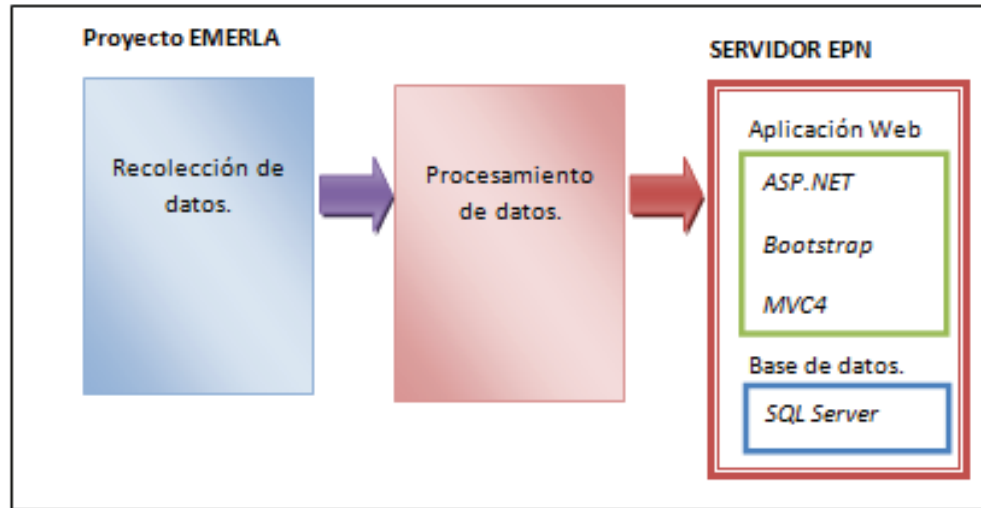 Proyecto EMERLA
SERVIDOR EPN
Recolección de
datos.
Procesamiento
de datos.
Aplicación Web
ASP.NET
Bootstrap
MVC4
Base de datos.
SQL Server